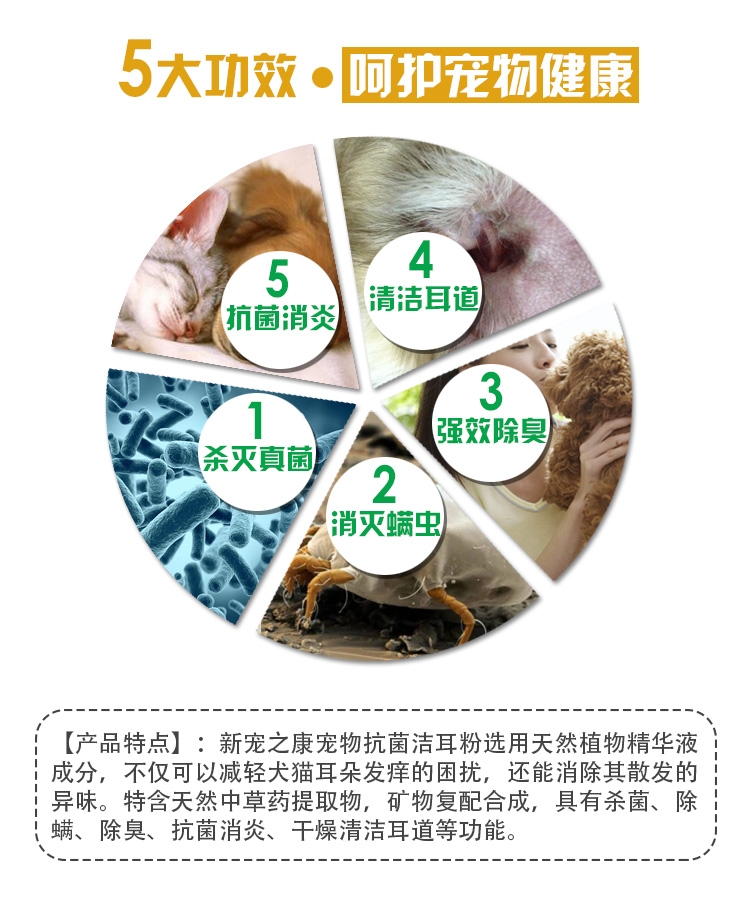 5大功效•呵护宠物健康
5
抗菌消炎
4
清洁耳道
3
强效除臭
1
杀灭真菌
2
消灭螨虫
【产品特点】：新宠之康宠物抗菌洁耳粉选用天然植物精华液
成分，不仅可以减轻犬猫耳朵发痒的困扰，还能消除其散发的
异味。特含天然中草药提取物，矿物复配合成，具有杀菌、除
螨、除臭、抗菌消炎、干燥清洁耳道等功能。